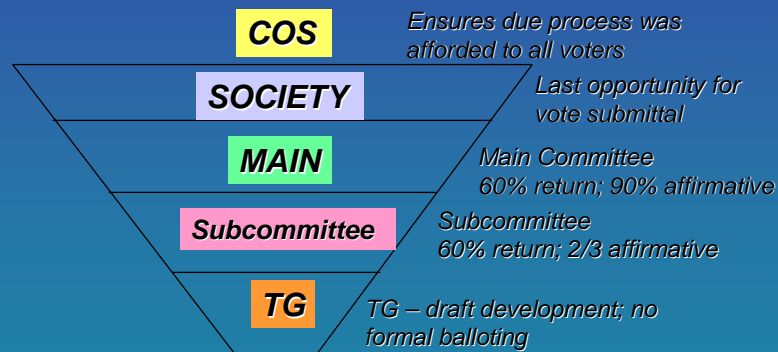 COS
Ensures due process was
afforded to all voters
SOCIETY
Last opportunity for
vote submittal
MAIN
Main Committee
60% return; 90% affirmative
Subcommittee
Subcommittee
60% return; 2/3 affirmative
TG
TG – draft development; no
formal balloting